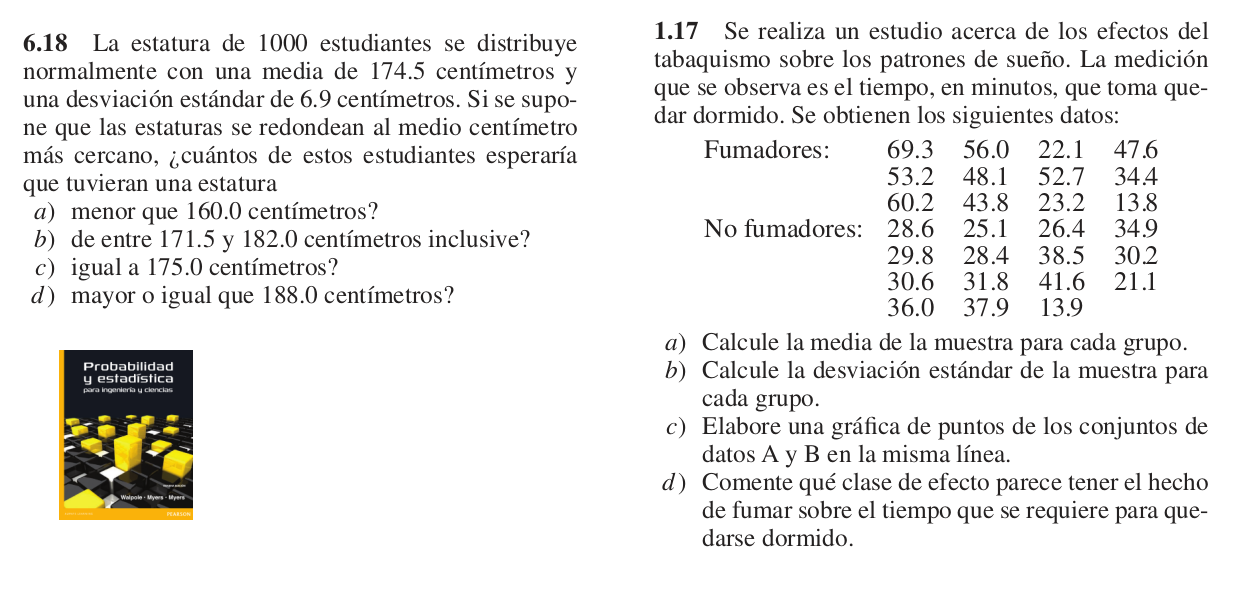 6.18 La estatura de 1000 estudiantes se distribuye
normalmente con una media de 174.5 centímetros y
una desviación estándar de 6.9 centímetros. Si se supo-
ne que las estaturas se redondean al medio centímetro
más cercano, ¿cuántos de estos estudiantes esperaría
que tuvieran una estatura
a) menor que 160.0 centímetros?
b) de entre 171.5 y 182.0 centímetros inclusive?
c) igual a 175.0 centímetros?
d) mayor o igual que 188.0 centímetros?
Probabilidad
y estadística
para ingeniería y ciencias
Walpole - Myers - Myers
PEARSON
1.17 Se realiza un estudio acerca de los efectos del
tabaquismo sobre los patrones de sueño. La medición
que se observa es el tiempo, en minutos, que toma que-
dar dormido. Se obtienen los siguientes datos:
Fumadores: 69.3 56.0 22.1 47.6
53.2 48.1 52.7 34.4
60.2 43.8 23.2 13.8
No fumadores: 28.6 25.1 26.4 34.9
29.8 28.4 38.5 30.2
30.6 31.8 41.6 21.1
36.0 37.9 13.9
a) Calcule la media de la muestra para cada grupo.
b) Calcule la desviación estándar de la muestra para
cada grupo.
c) Elabore una gráfica de puntos de los conjuntos de
datos A y B en la misma línea.
d) Comente qué clase de efecto parece tener el hecho
de fumar sobre el tiempo que se requiere para que-
darse dormido.